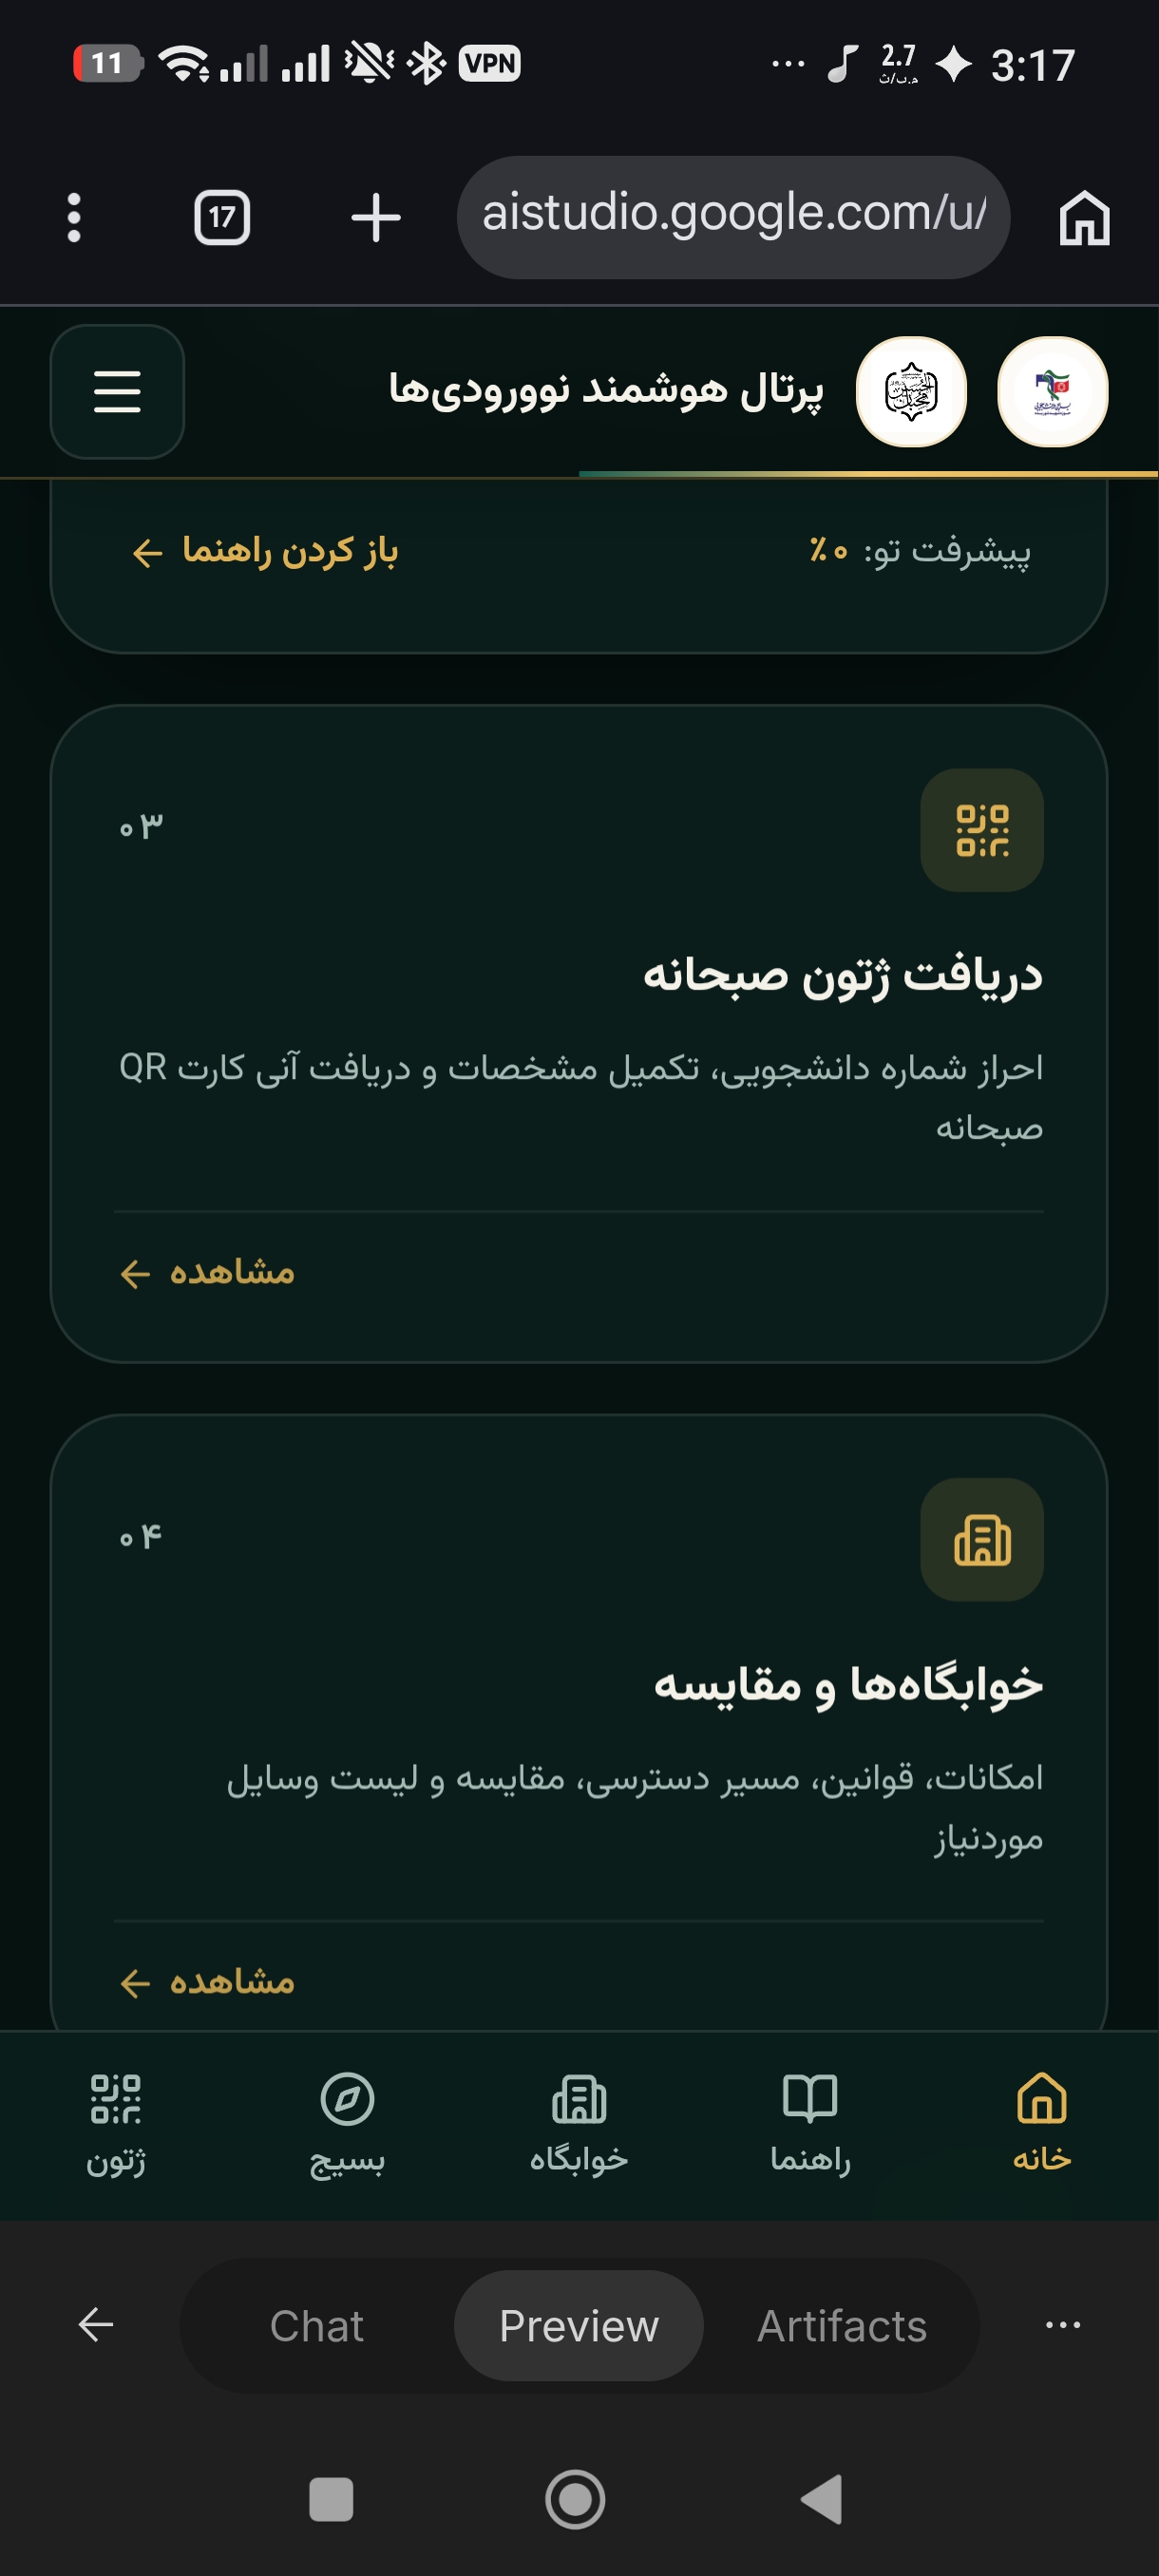 11
VPN
...
2.7
م.ب/ث
3:17
17
aistudio.google.com/u/
پرتال هوشمند نوورودی‌ها
پیشرفت تو: ۰٪
باز کردن راهنما
۰۳
دریافت ژتون صبحانه
احراز شماره دانشجویی، تکمیل مشخصات و دریافت آنی کارت QR
صبحانه
مشاهده
۰۴
خوابگاه‌ها و مقایسه
امکانات، قوانین، مسیر دسترسی، مقایسه و لیست وسایل
موردنیاز
مشاهده
خانه
راهنما
خوابگاه
بسیج
ژتون
Chat
Preview
Artifacts